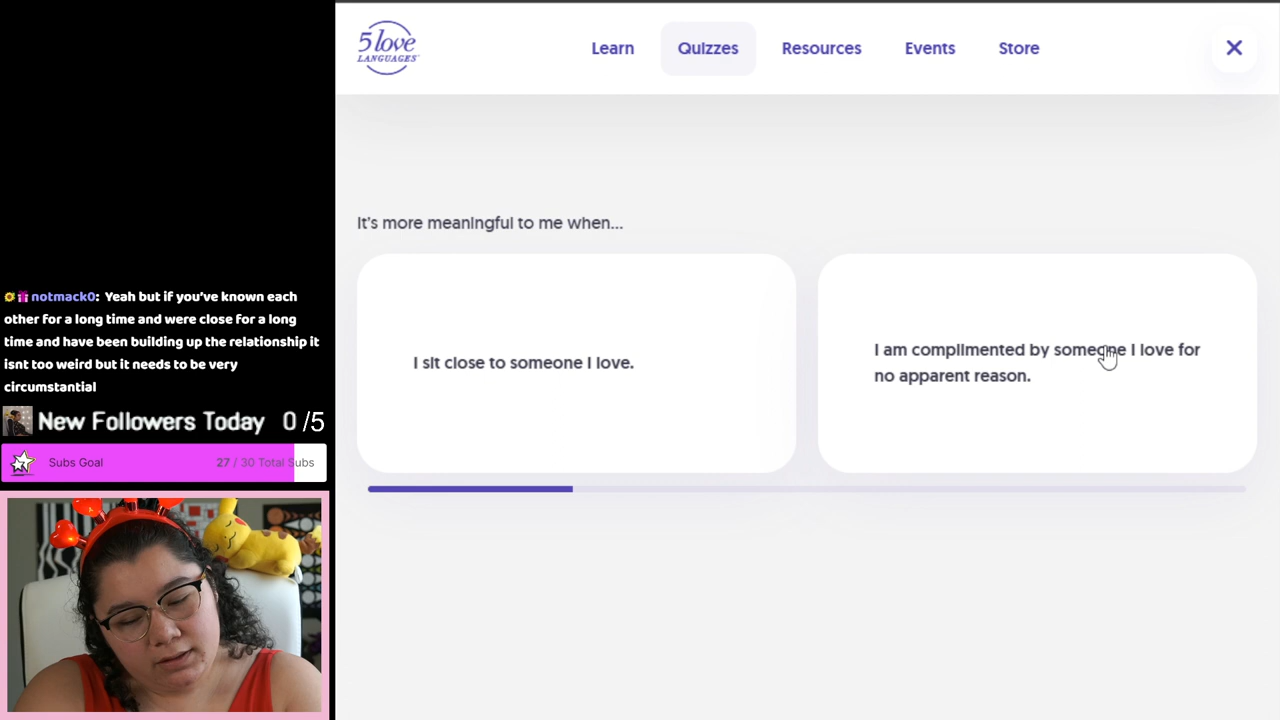 5 love
LANGUAGES
Learn
Quizzes
Resources
Events
Store
It's more meaningful to me when...
I sit close to someone I love.
I am complimented by someone I love for
no apparent reason.
notmack0: Yeah but if you've known each
other for a long time and were close for a long
time and have been building up the relationship it
isnt too weird but it needs to be very
circumstantial
New Followers Today 0 /5
Subs Goal 27 / 30 Total Subs